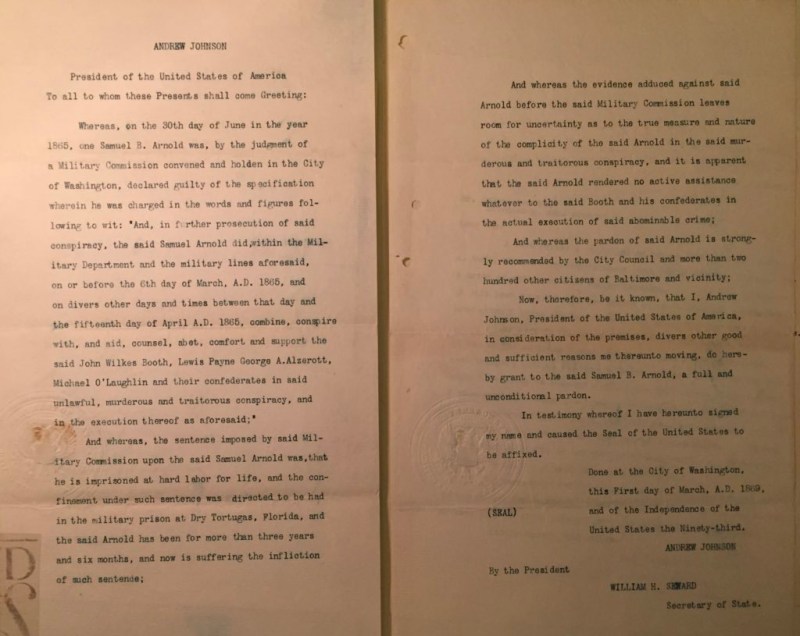 ANDREW JOHNSON
President of the United States of America
To all to whom these Presents shall come Greeting:
Whereas, on the 30th day of June in the year
1865, one Samuel B. Arnold was, by the judgment of
a Military Commission convened and holden in the City
of Washington, declared guilty of the specification
wherein he was charged in the words and figures fol-
lowing to wit: "And, in further prosecution of said
conspiracy, the said Samuel Arnold did,within the Mil-
itary Department and the military lines aforesaid,
on or before the 6th day of March, A.D. 1865, and
on divers other days and times between that day and
the fifteenth day of April A.D. 1865, combine, conspire
with, and aid, counsel, abet, comfort and support the
said John Wilkes Booth, Lewis Payne George A.Alzerott,
Michael O'Laughlin and their confederates in said
unlawful, murderous and traitorous conspiracy, and
in the execution thereof as aforesaid;"
And whereas, the sentence imposed by said Mil-
itary Commission upon the said Samuel Arnold was,that
he is imprisoned at hard labor for life, and the con-
finement under such sentence was directed to be had
in the military prison at Dry Tortugas, Florida, and
the said Arnold has been for more than three years
and six months, and now is suffering the infliction
of such sentence;
D
S
And whereas the evidence adduced against said
Arnold before the said Military Commission leaves
room for uncertainty as to the true measure and nature
of the complicity of the said Arnold in the said mur-
derous and traitorous conspiracy, and it is apparent
that the said Arnold rendered no active assistance
whatever to the said Booth and his confederates in
the actual execution of said abominable crime;
And whereas the pardon of said Arnold is strong-
ly recommended by the City Council and more than two
hundred other citizens of Baltimore and vicinity;
Now, therefore, be it known, that I, Andrew
Johnson, President of the United States of America,
in consideration of the premises, divers other good
and sufficient reasons me thereunto moving, do here-
by grant to the said Samuel B. Arnold, a full and
unconditional pardon.
In testimony whereof I have hereunto signed
my name and caused the Seal of the United States to
be affixed.
Done at the City of Washington,
this First day of March, A.D. 1869,
(SEAL) and of the Independence of the
United States the Ninety-third.
ANDREW JOHNSON
By the President
WILLIAM H. SEWARD
Secretary of State.